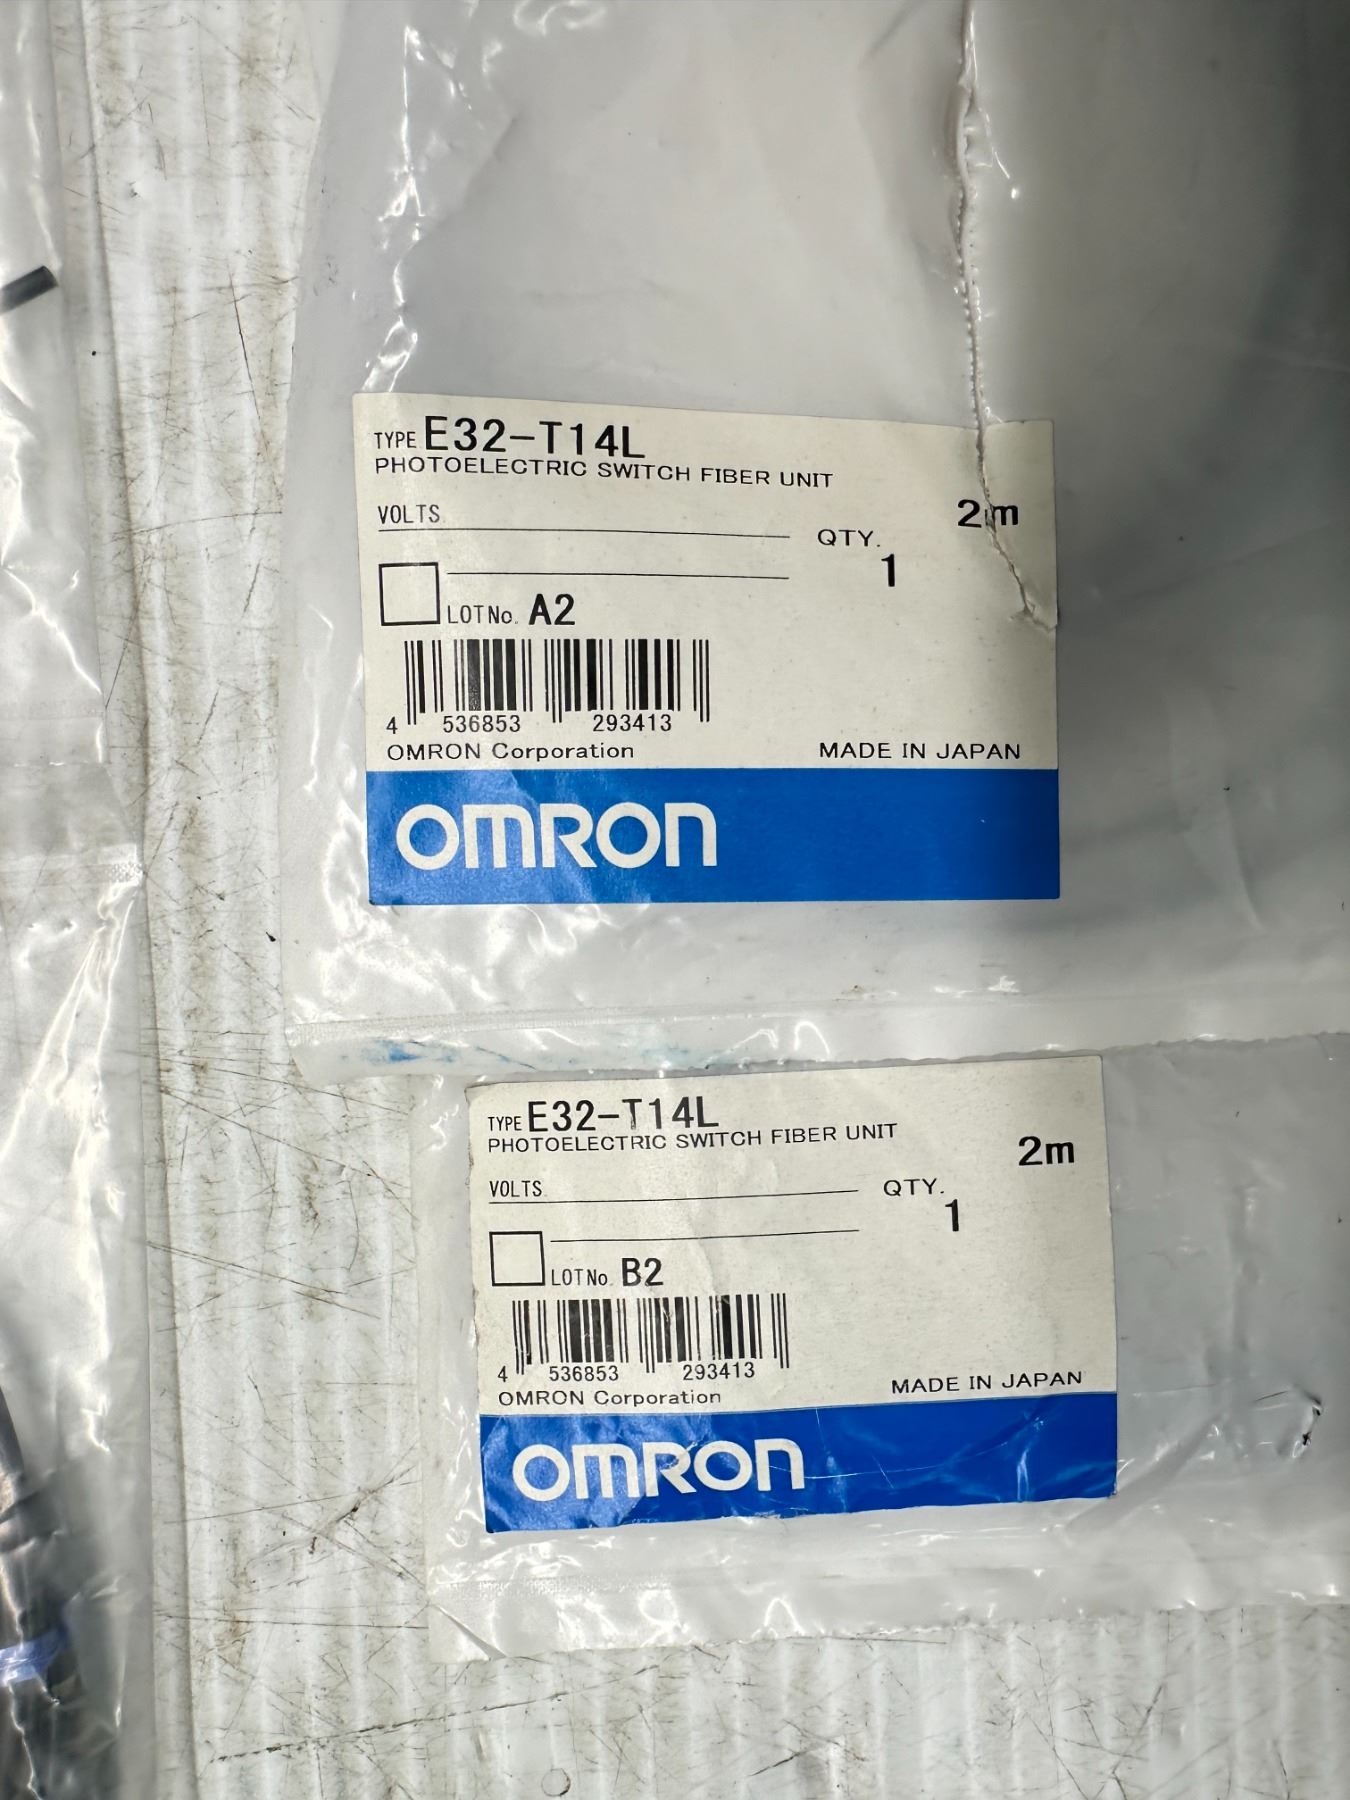 TYPE E32-T14L
PHOTOELECTRIC SWITCH FIBER UNIT
2m
VOLTS
QTY.
1
LOT No. A2
4 536853 293413
OMRON Corporation MADE IN JAPAN
OMRON
TYPE E32-T14L
PHOTOELECTRIC SWITCH FIBER UNIT
2m
VOLTS
QTY.
1
LOT No. B2
4 536853 293413
OMRON Corporation MADE IN JAPAN
OMRON